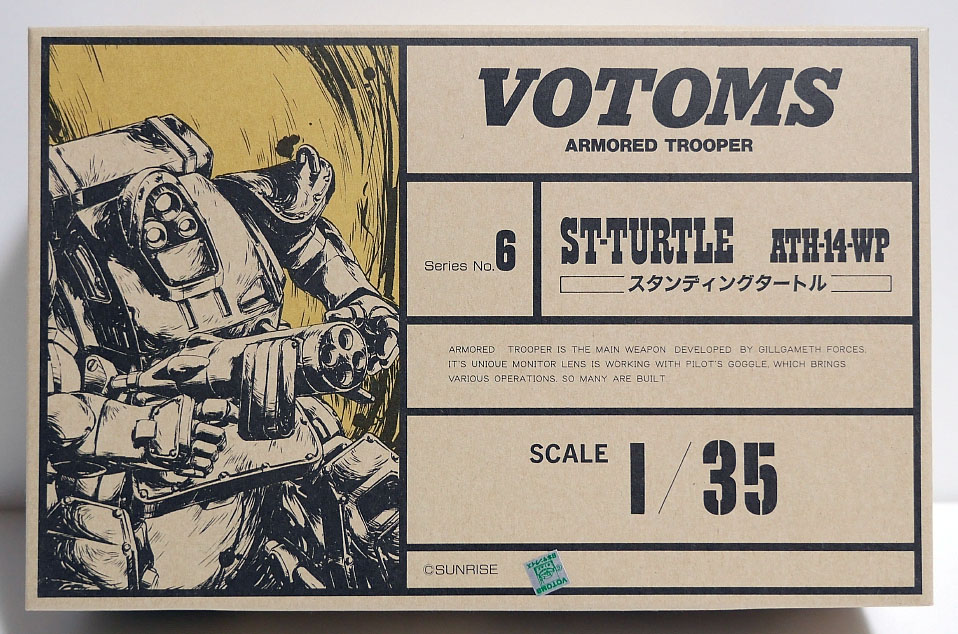 VOTOMS
ARMORED TROOPER
Series No.6
ST-TURTLE ATH-14-WP
スタンディングタートル
ARMORED TROOPER IS THE MAIN WEAPON DEVELOPED BY GILLGAMETH FORCES.
IT'S UNIQUE MONITOR LENS IS WORKING WITH PILOT'S GOGGLE, WHICH BRINGS
VARIOUS OPERATIONS. SO MANY ARE BUILT
SCALE 1/35
©SUNRISE
VOTOMS